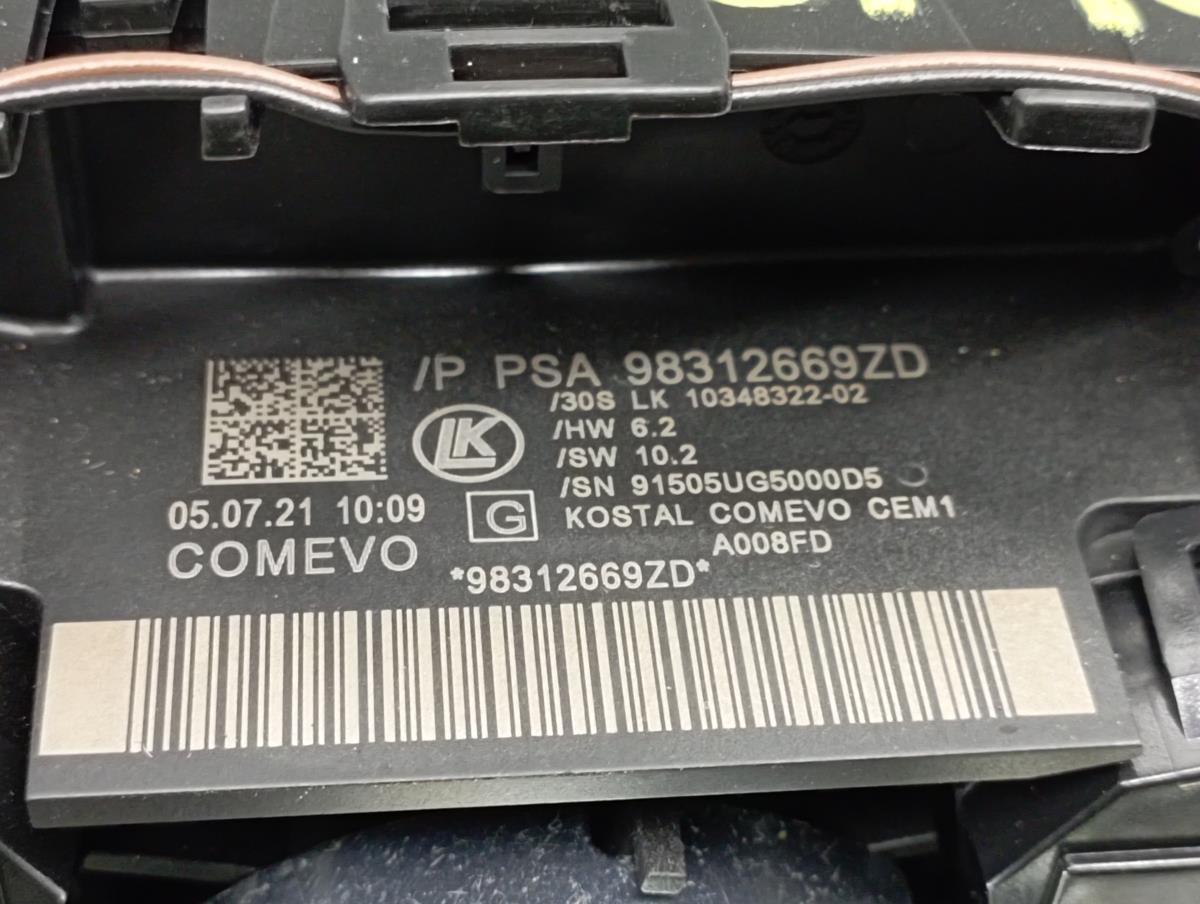 /P PSA 98312669ZD
/30S LK 10348322-02
LK
/HW 6.2
/SW 10.2
/SN 91505UG5000D5
05.07.21 10:09
G
KOSTAL COMEVO CEM1
COMEVO
A008FD
*98312669ZD*